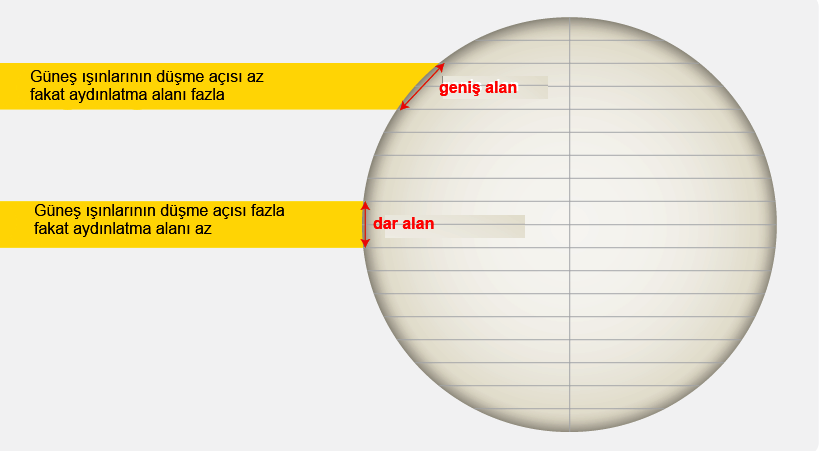 Güneş ışınlarının düşme açısı az
fakat aydınlatma alanı fazla
geniş alan
Güneş ışınlarının düşme açısı fazla
fakat aydınlatma alanı az
dar alan